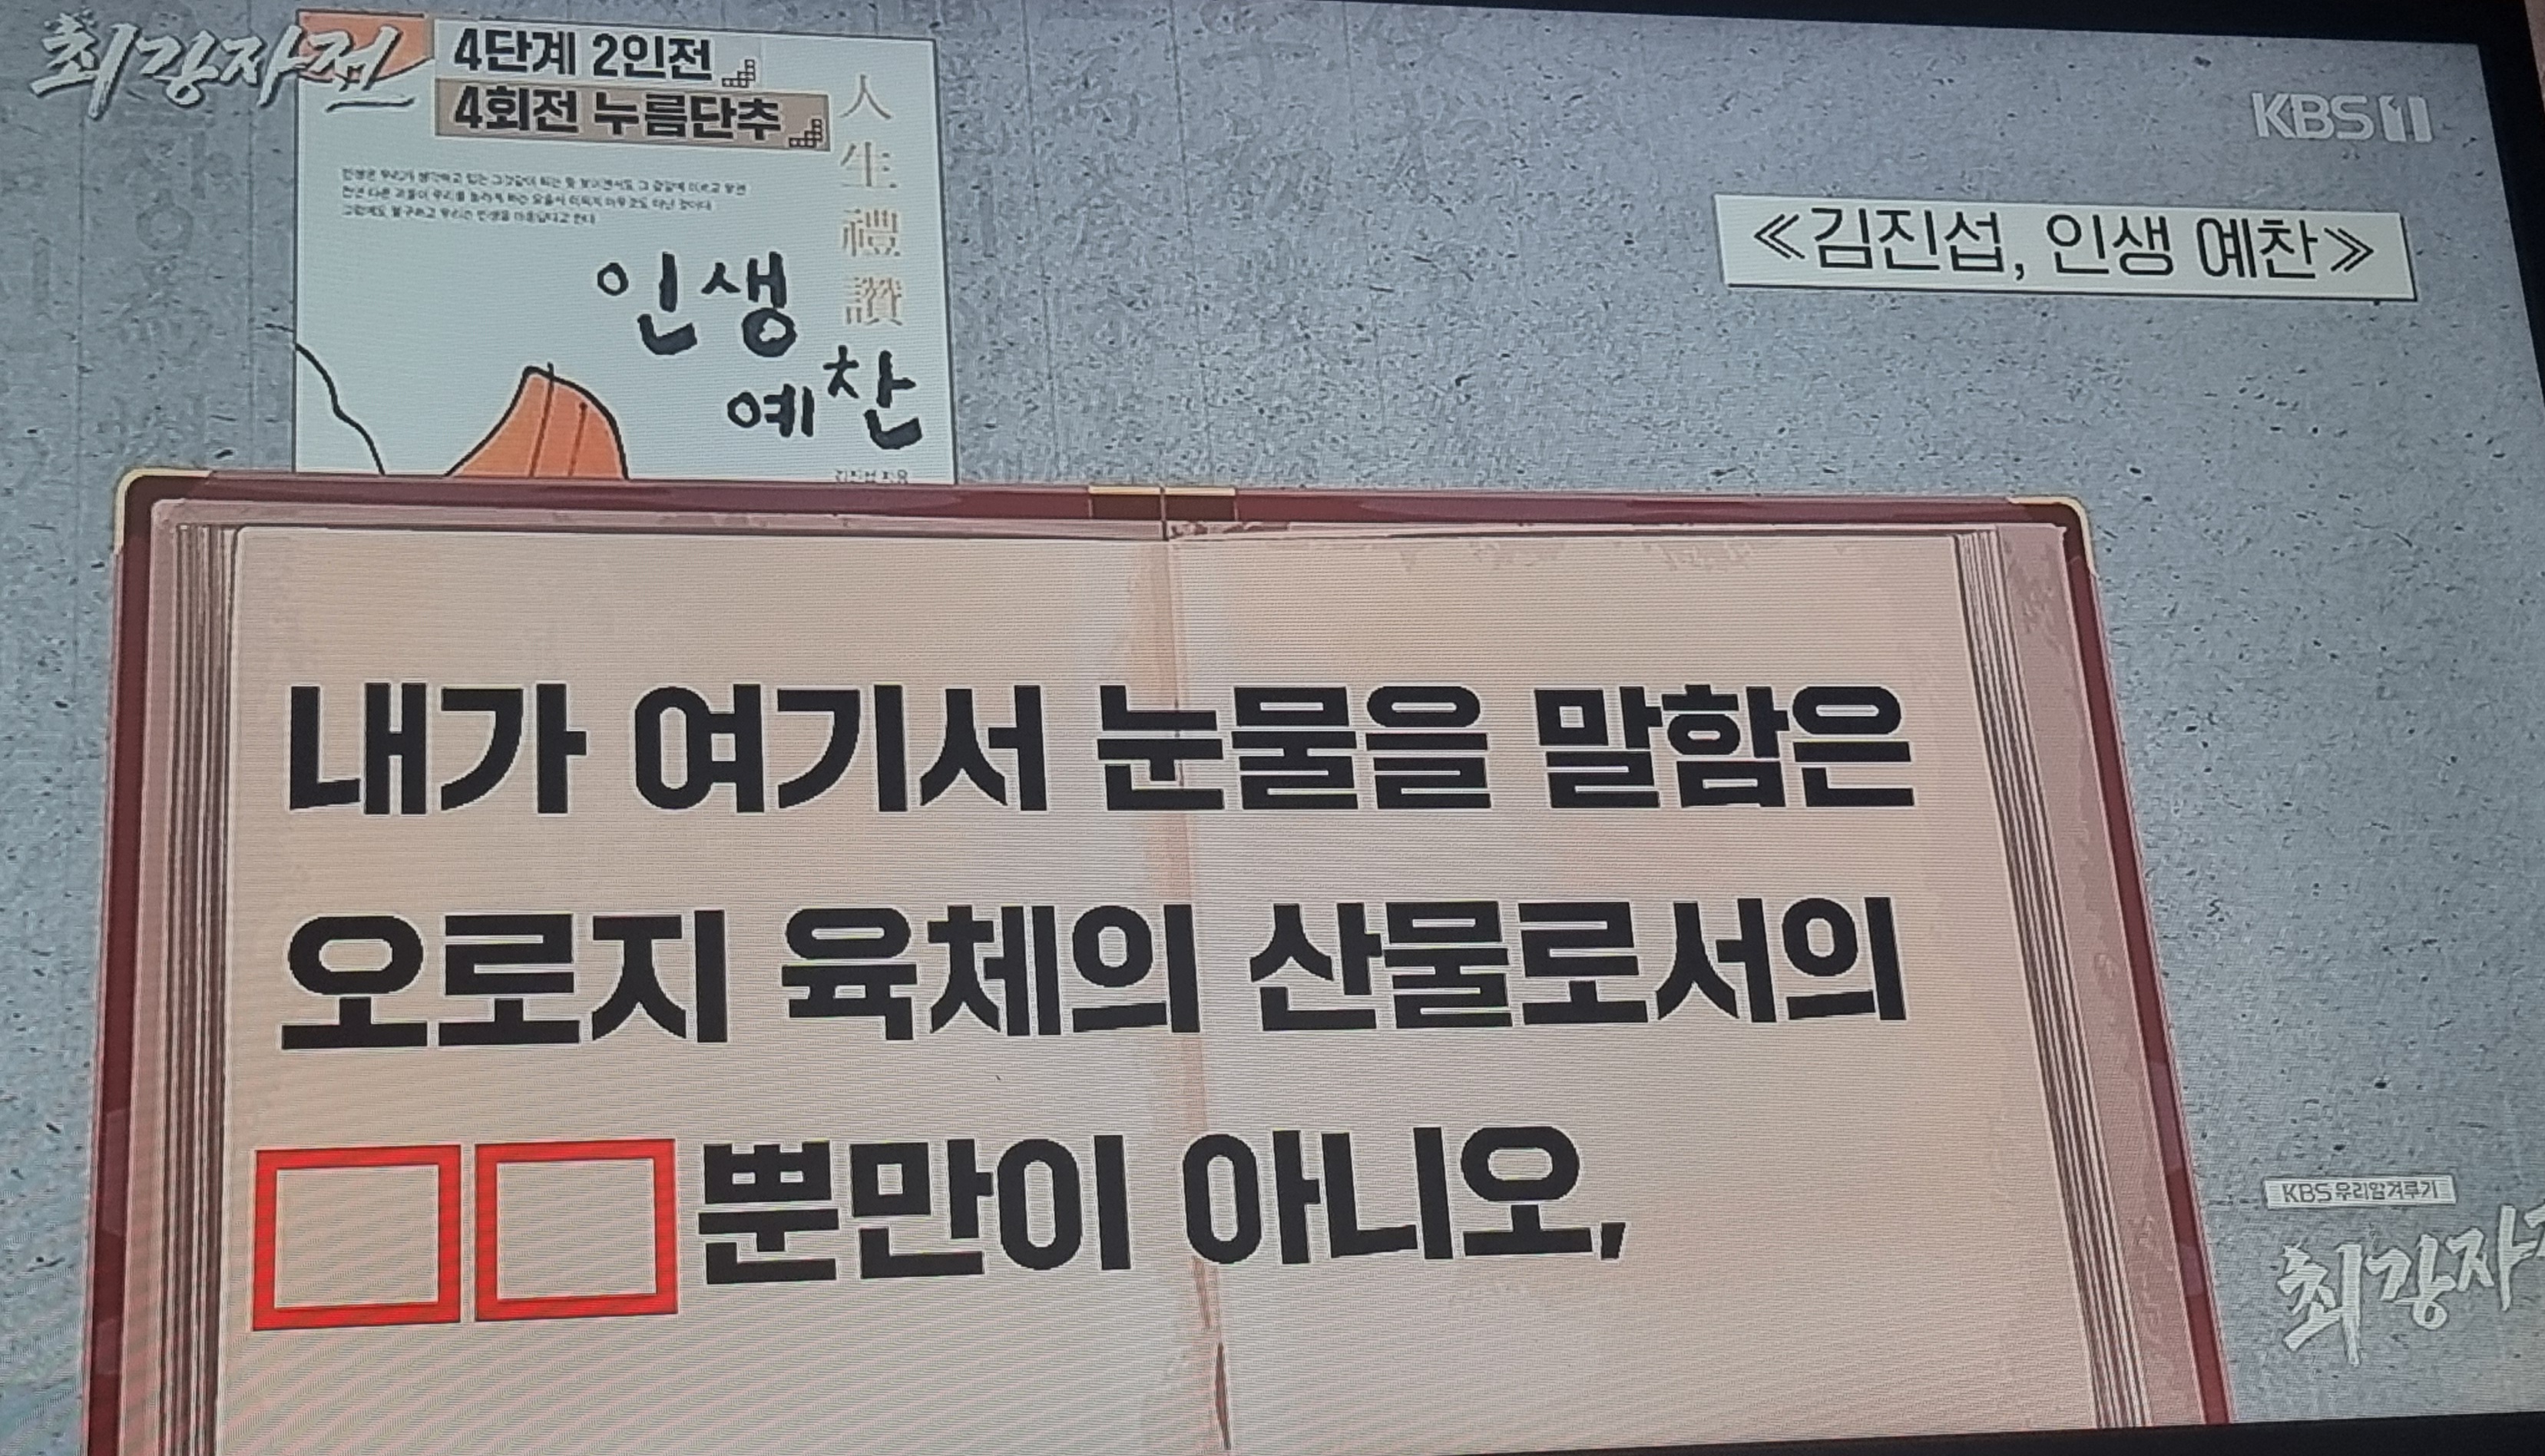 최강자전
4단계 2인전
4회전 누름단추
人生禮讚
인생
예찬
KBS 1
≪김진섭, 인생 예찬≫
내가 여기서 눈물을 말함은
오로지 육체의 산물로서의
□□뿐만이 아니오,
KBS 우리말 겨루기
최강자